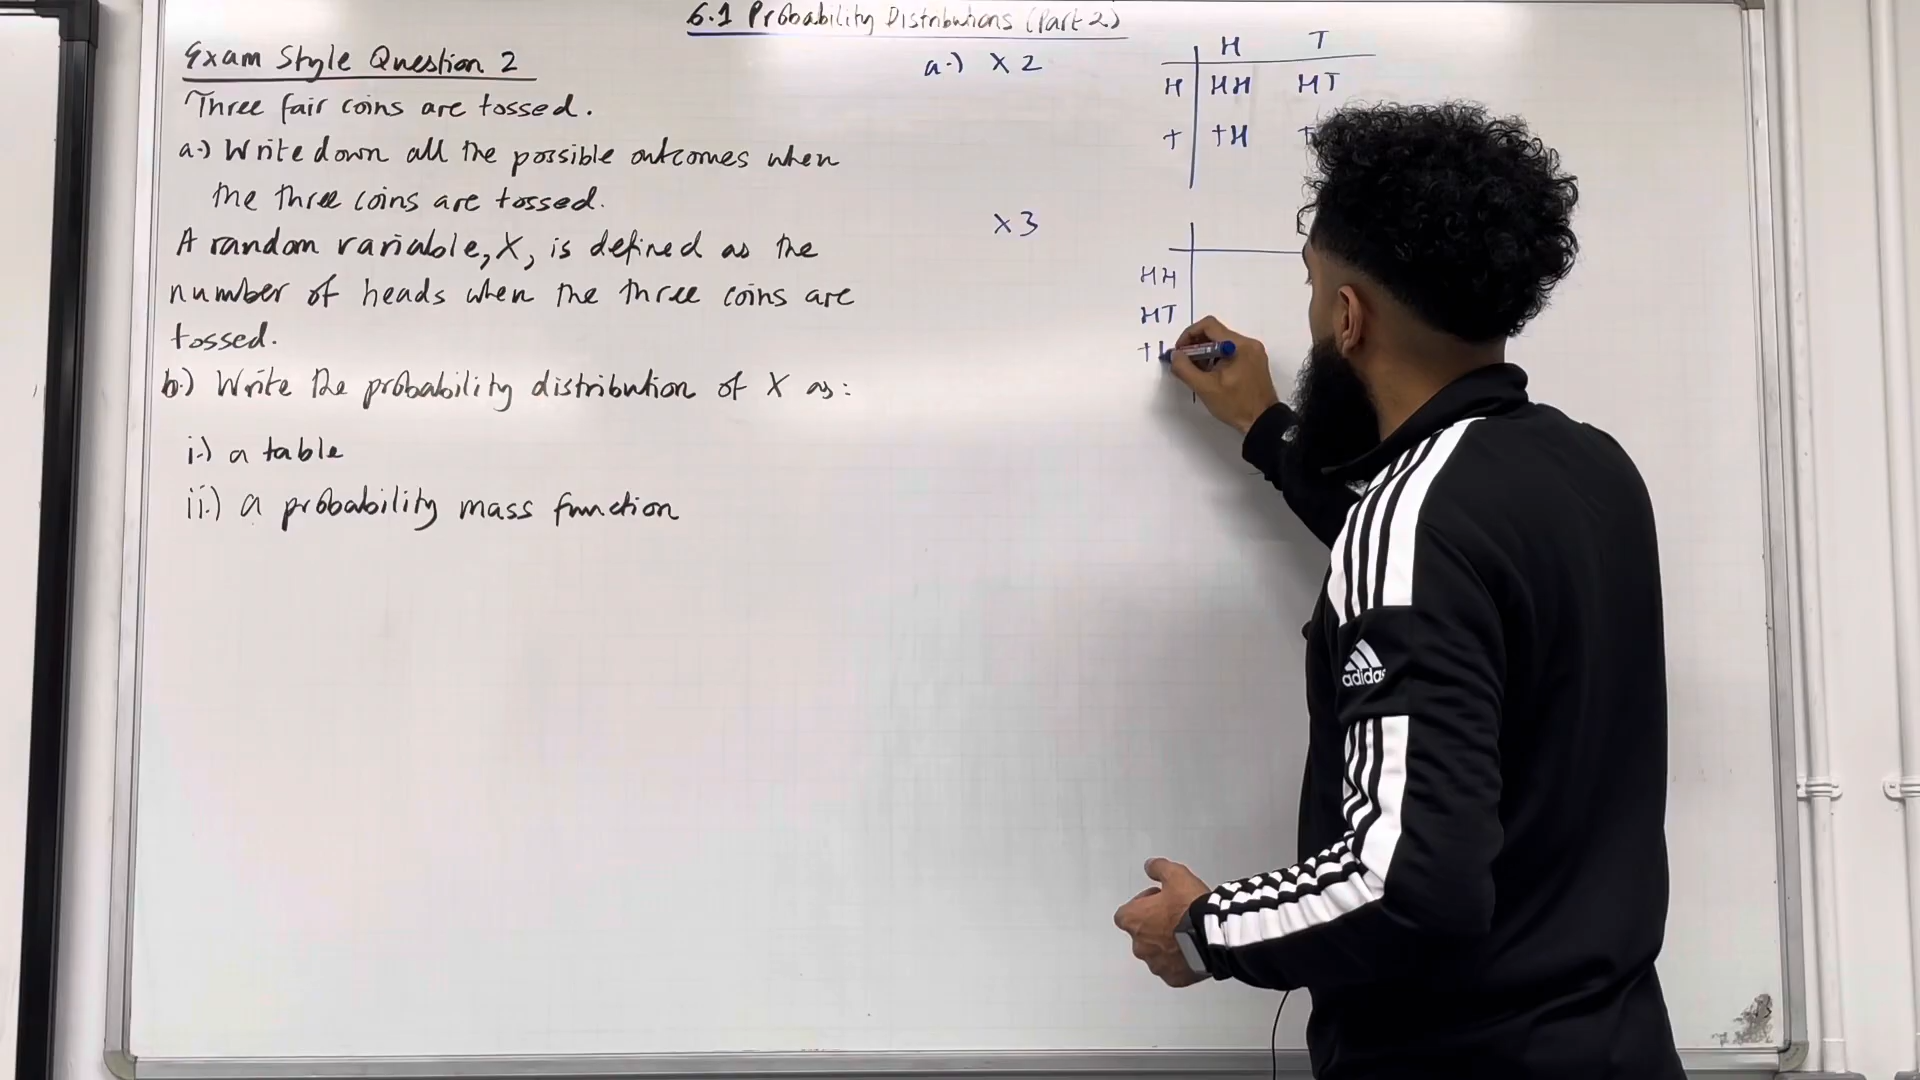 6.1 Probability Distributions (Part 2)
Exam Style Question 2
Three fair coins are tossed.
a.) Write down all the possible outcomes when
the three coins are tossed.
A random variable, X, is defined as the
number of heads when the three coins are
tossed.
b.) Write the probability distribution of X as:
i.) a table
ii.) a probability mass function
a.) X 2
H T
H HH HT
T TH
X 3
HH
HT
T
adidas